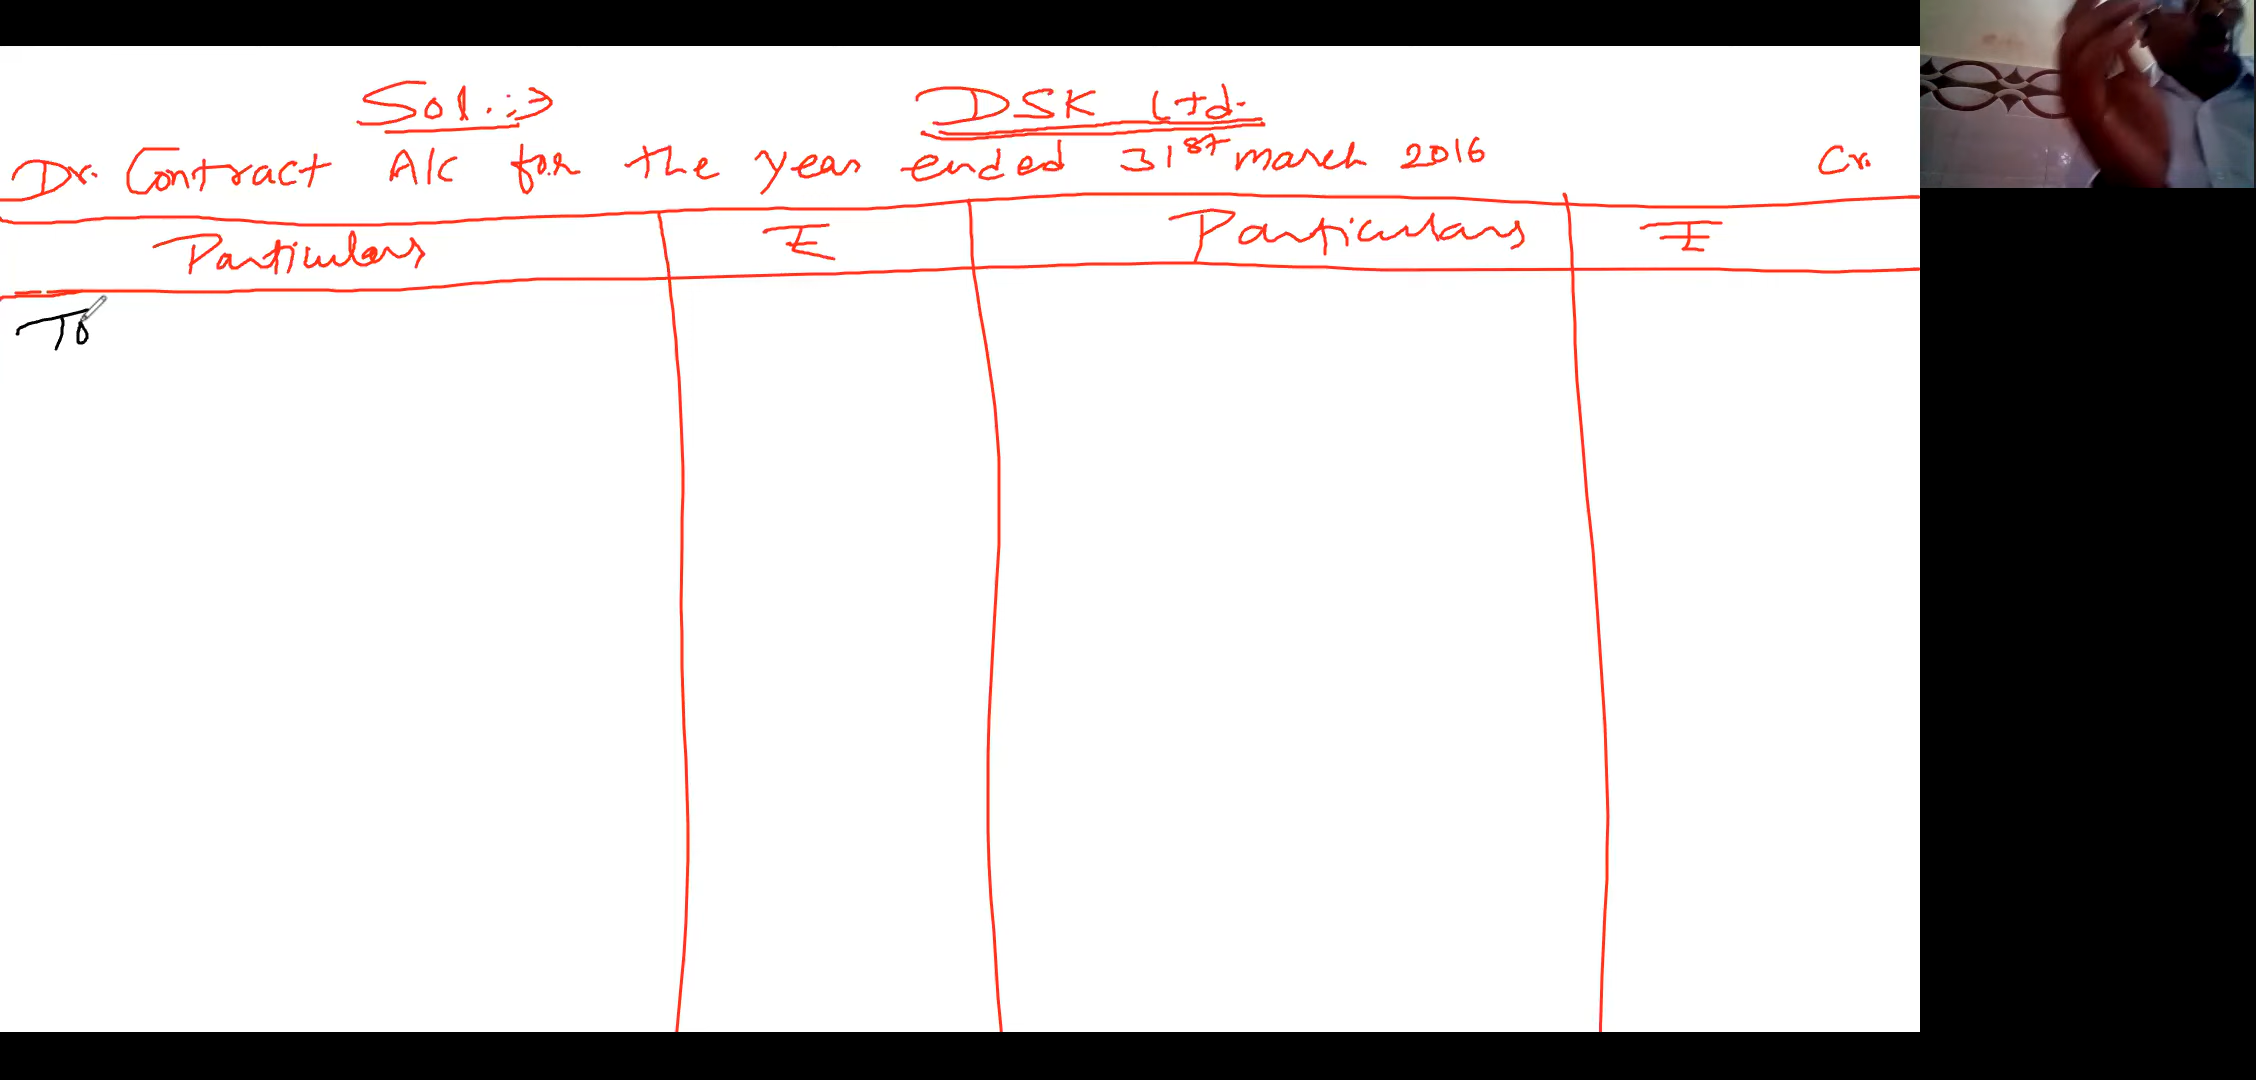 Sol. :→ DSK Ltd.
Dr. Contract A/C for the year ended 31st march 2016 Cr.
Particulars ₹ Particulars ₹
To